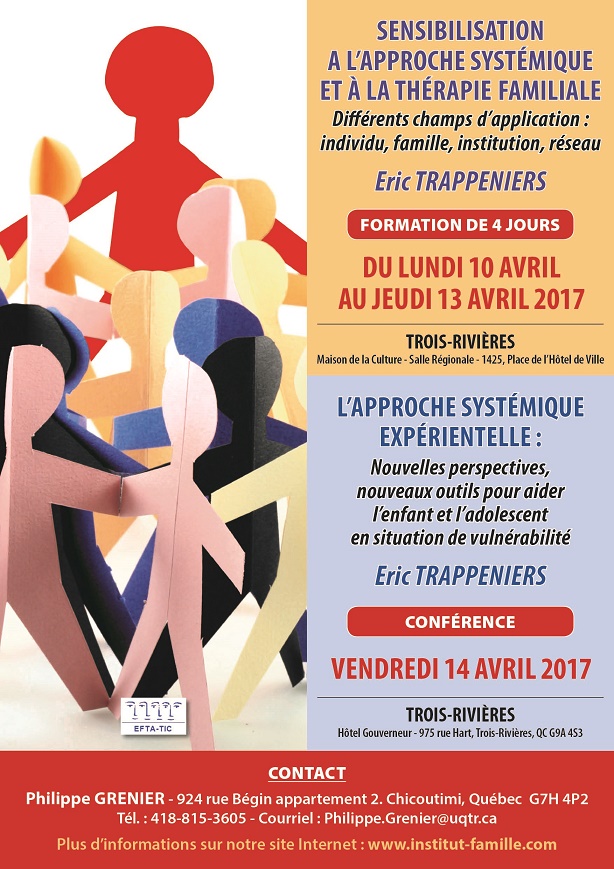 SENSIBILISATION
A L'APPROCHE SYSTÉMIQUE
ET À LA THÉRAPIE FAMILIALE
Différents champs d'application :
individu, famille, institution, réseau
Eric TRAPPENIERS
FORMATION DE 4 JOURS
DU LUNDI 10 AVRIL
AU JEUDI 13 AVRIL 2017
TROIS-RIVIÈRES
Maison de la Culture - Salle Régionale - 1425, Place de l'Hôtel de Ville
L'APPROCHE SYSTÉMIQUE
EXPÉRIENTELLE :
Nouvelles perspectives,
nouveaux outils pour aider
l'enfant et l'adolescent
en situation de vulnérabilité
Eric TRAPPENIERS
CONFÉRENCE
VENDREDI 14 AVRIL 2017
TROIS-RIVIÈRES
Hôtel Gouverneur - 975 rue Hart, Trois-Rivières, QC G9A 4S3
EFTA-TIC
CONTACT
Philippe GRENIER - 924 rue Bégin appartement 2. Chicoutimi, Québec G7H 4P2
Tél. : 418-815-3605 - Courriel : Philippe.Grenier@uqtr.ca
Plus d'informations sur notre site Internet : www.institut-famille.com